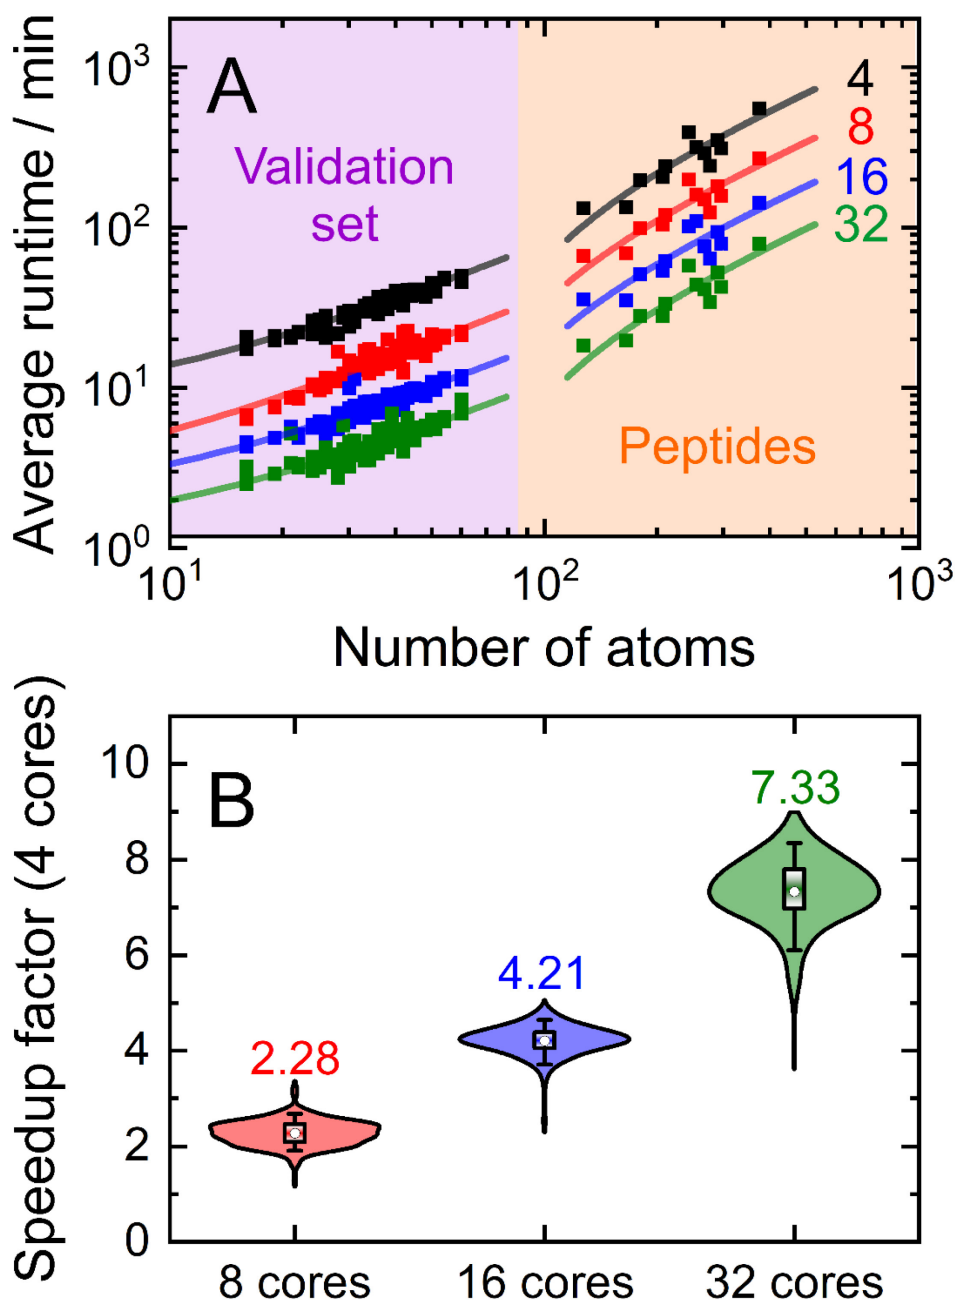 Average runtime / min
10³
10²
10¹
10⁰
A
Validation
set
4
8
16
32
Peptides
10¹
10²
10³
Number of atoms
Speedup factor (4 cores)
10
8
6
4
2
0
B
2.28
4.21
7.33
8 cores
16 cores
32 cores